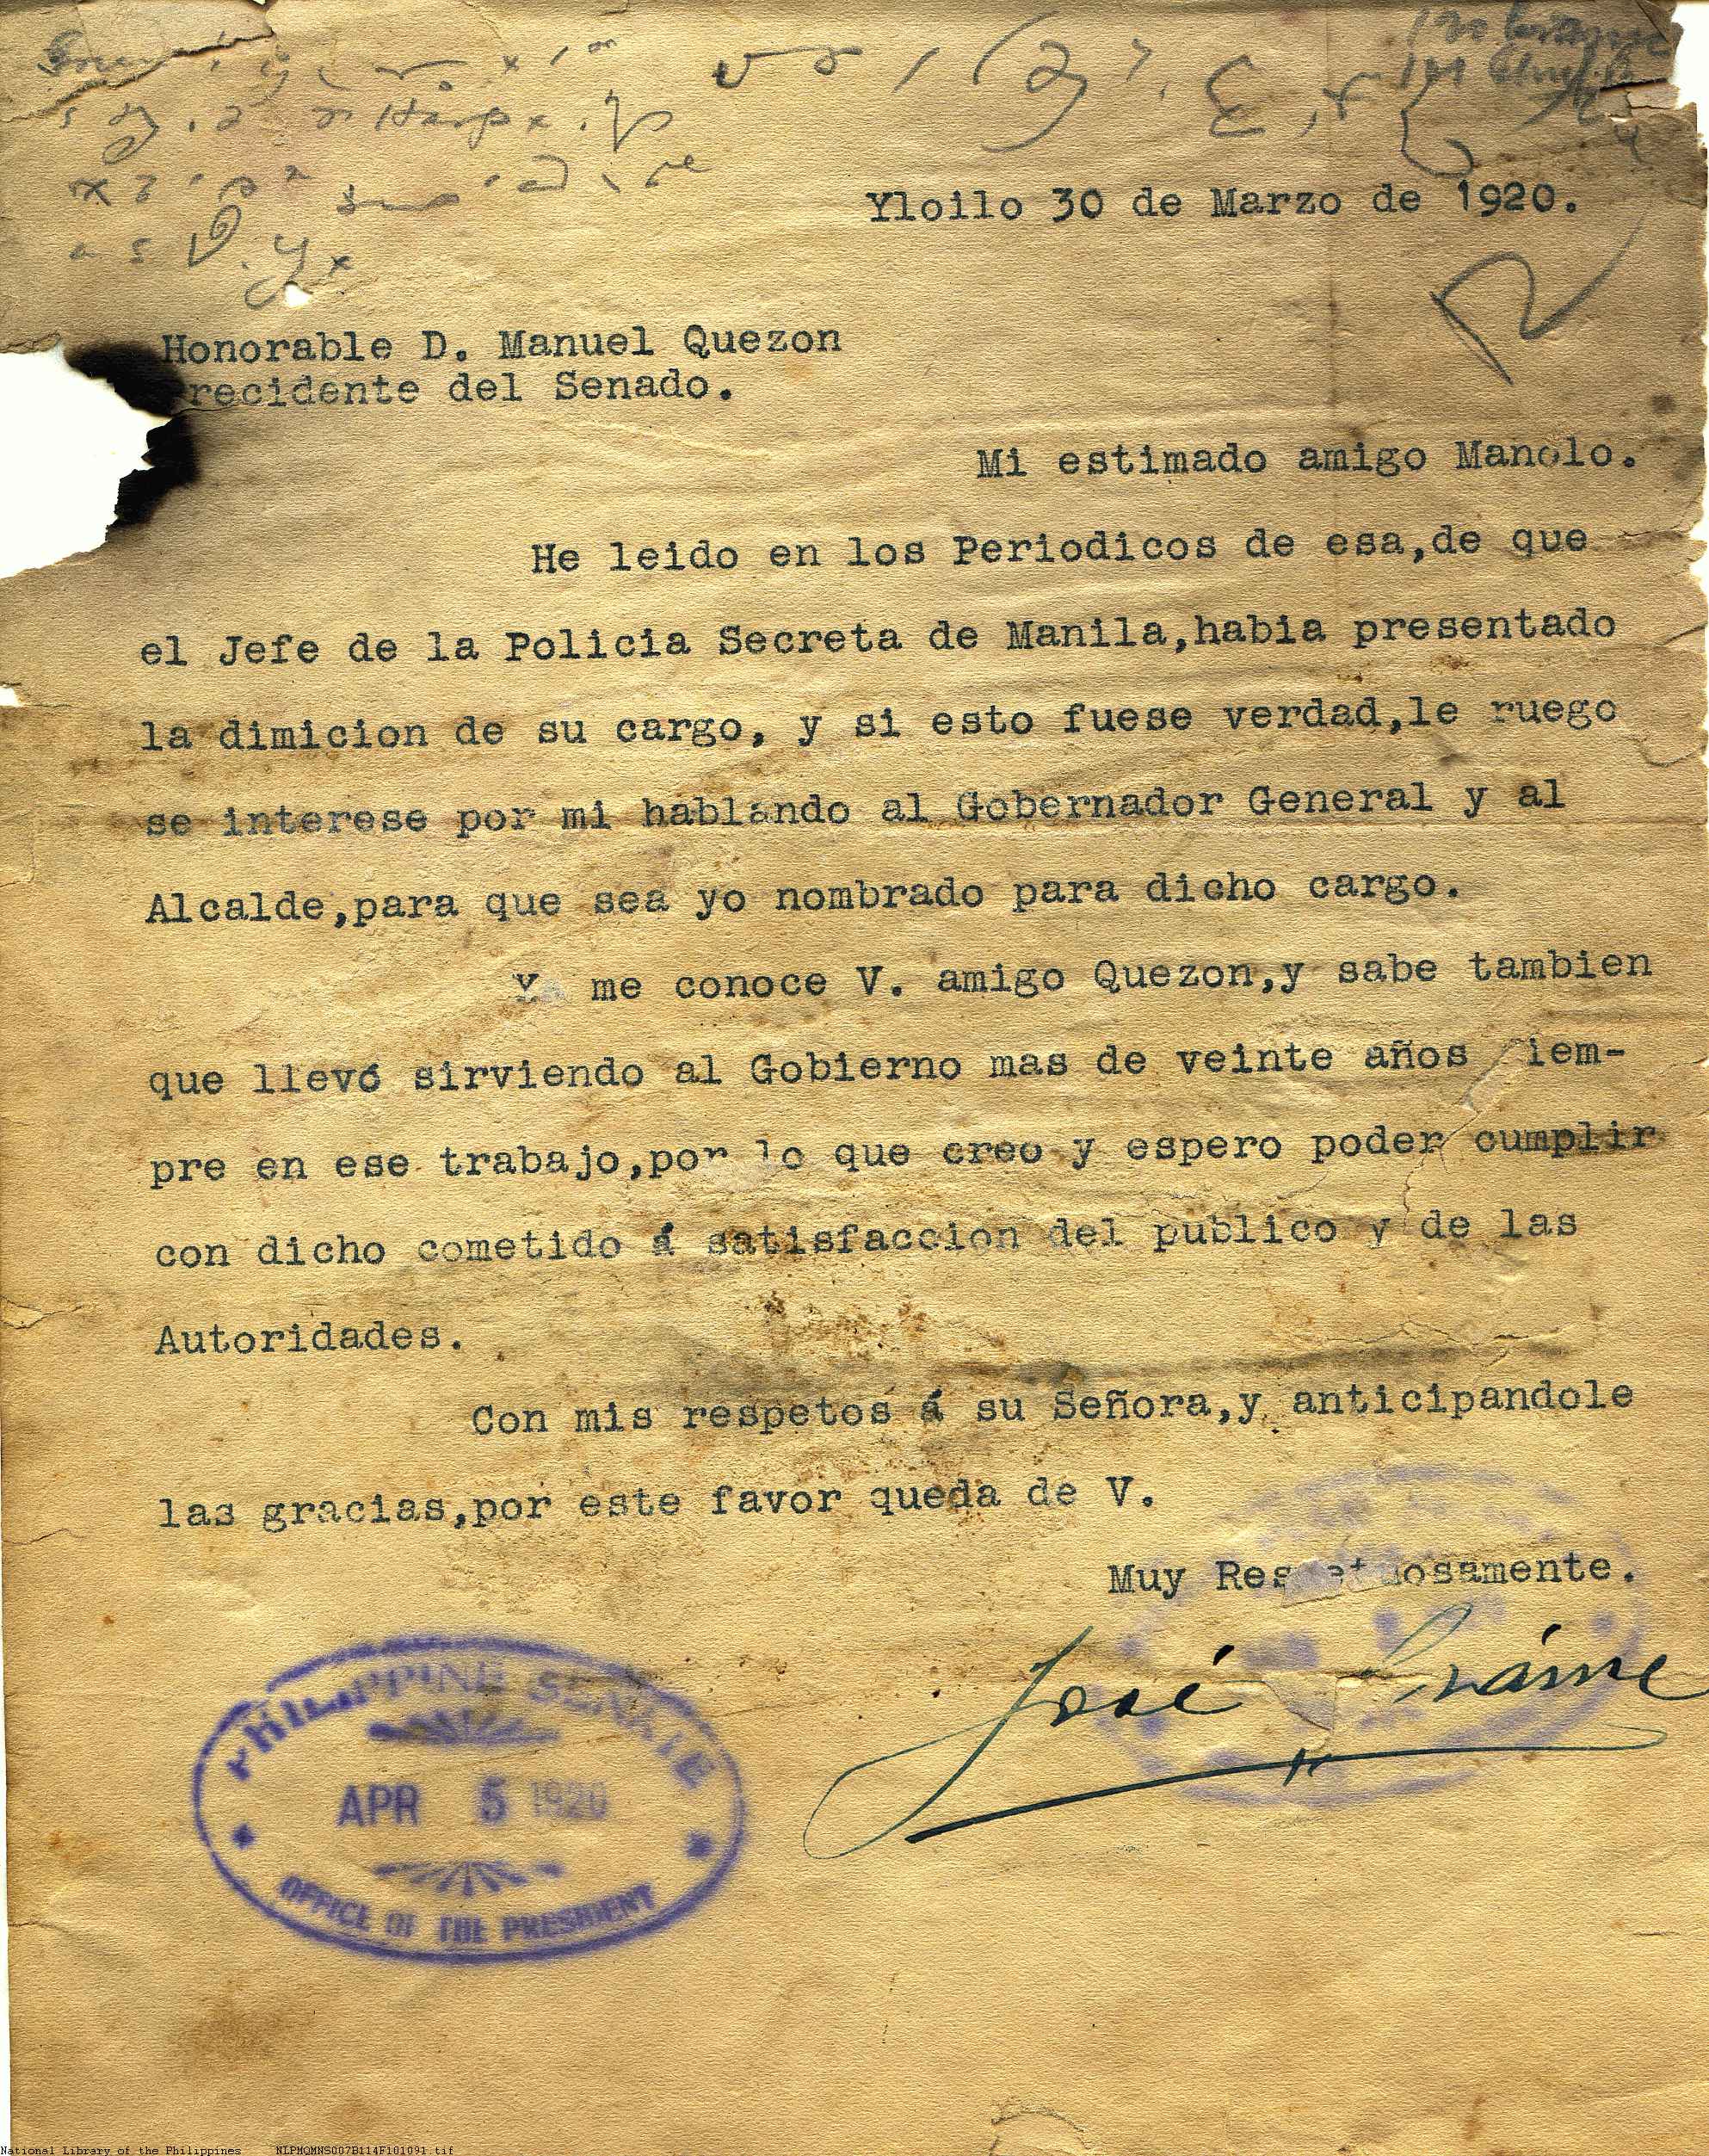 Yloilo 30 de Marzo de 1920.
Honorable D. Manuel Quezon
recidente del Senado.
Mi estimado amigo Manolo.
He leido en los Periodicos de esa,de que
el Jefe de la Policia Secreta de Manila,habia presentado
la dimicion de su cargo, y si esto fuese verdad,le ruego
se interese por mi hablando al Gobernador General y al
Alcalde,para que sea yo nombrado para dicho cargo.
me conoce V. amigo Quezon,y sabe tambien
que llevó sirviendo al Gobierno mas de veinte años iem-
pre en ese trabajo,por lo que creo y espero poder cumplir
con dicho cometido á satisfaccion del publico y de las
Autoridades.
Con mis respetos á su Señora,y anticipandole
las gracias,por este favor queda de V.
Muy
José
PHILIPPINE SENATE
APR 5 1920
OFFICE OF THE PRESIDENT
National Library of the Philippines NLPMQMNS007B114F101091.tif